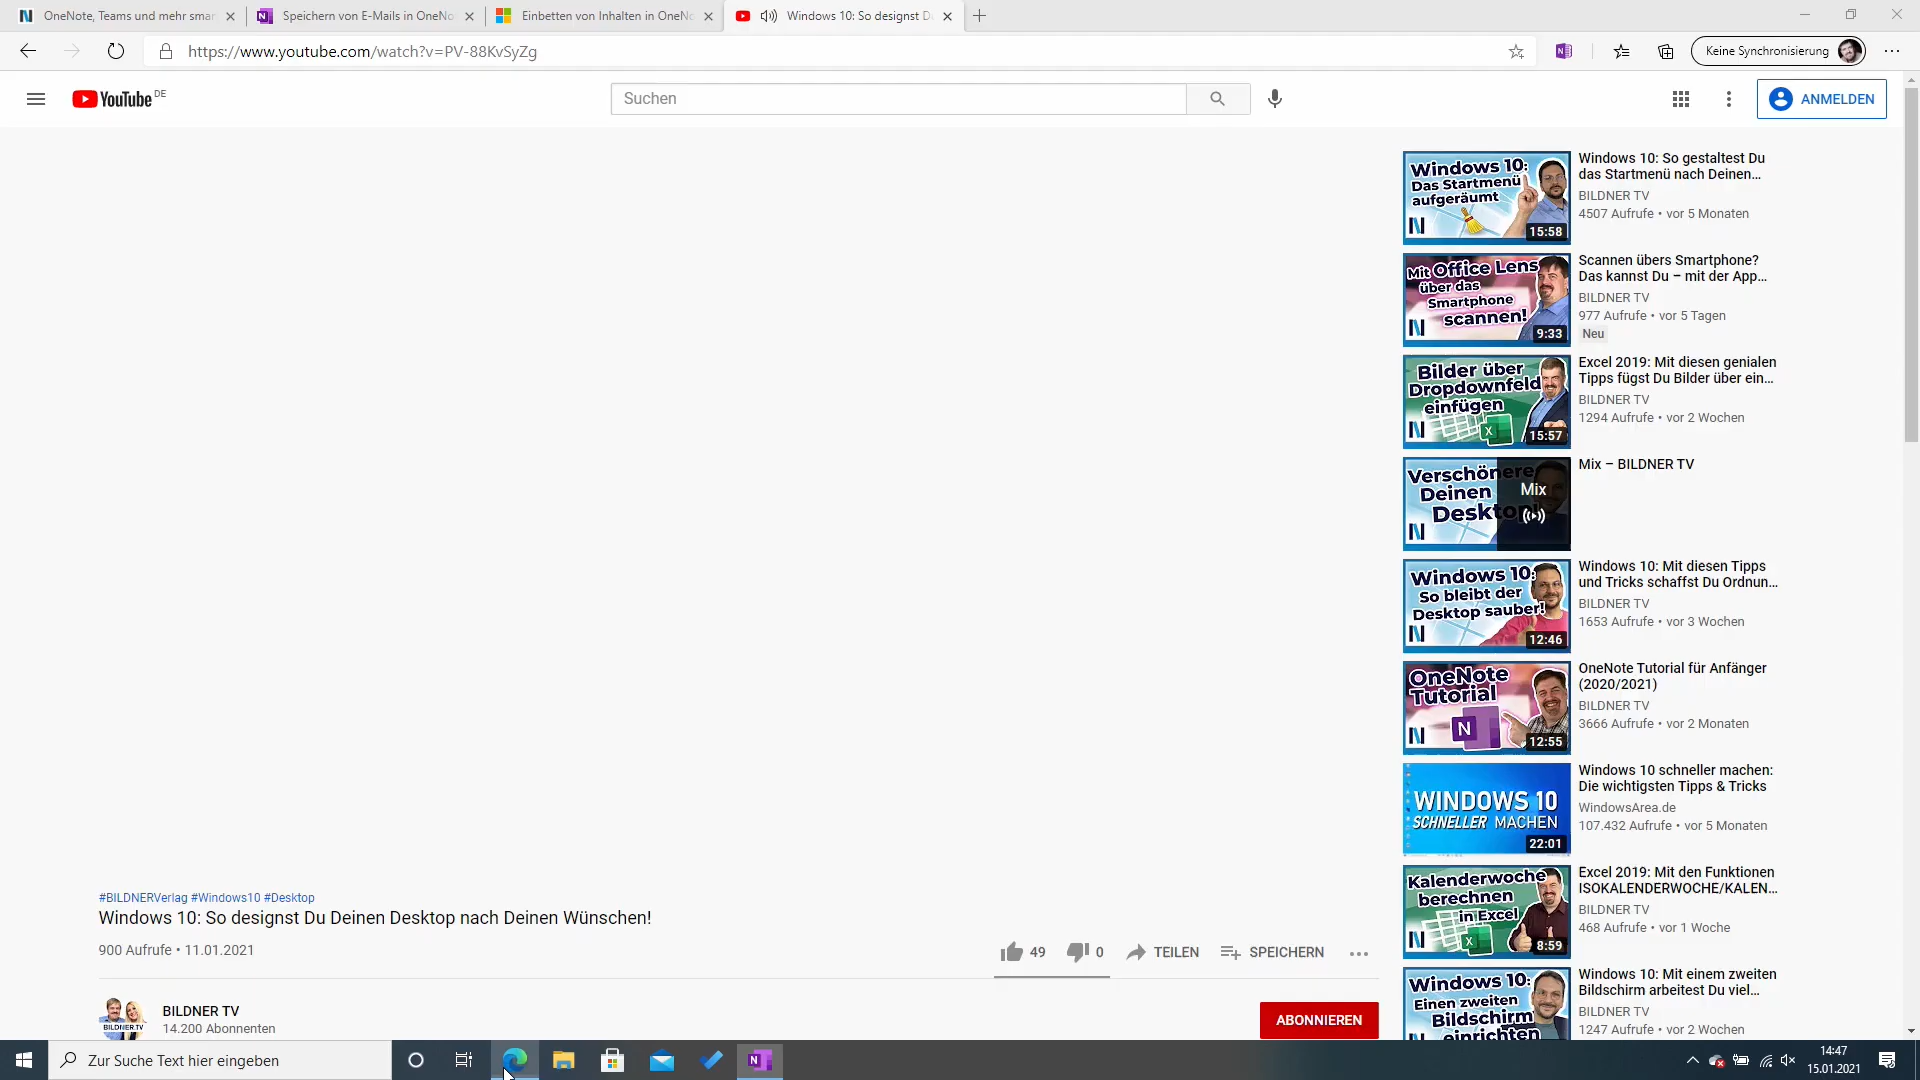 OneNote, Teams und mehr smar
Speichern von E-Mails in OneNo
Einbetten von Inhalten in OneNo
Windows 10: So designst D
https://www.youtube.com/watch?v=PV-88KvSyZg
Keine Synchronisierung
YouTube DE
Suchen
ANMELDEN
Windows 10:
Das Startmenü
aufgeräumt
15:58
Windows 10: So gestaltest Du
das Startmenü nach Deinen...
BILDNER TV
4507 Aufrufe • vor 5 Monaten
Mit Office Lens
über das
Smartphone
scannen!
9:33
Scannen übers Smartphone?
Das kannst Du – mit der App...
BILDNER TV
977 Aufrufe • vor 5 Tagen
Neu
Bilder über
Dropdownfeld
einfügen
15:57
Excel 2019: Mit diesen genialen
Tipps fügst Du Bilder über ein...
BILDNER TV
1294 Aufrufe • vor 2 Wochen
Verschönere
Deinen
Desktop!
Mix
Mix – BILDNER TV
Windows 10:
So bleibt der
Desktop sauber!
12:46
Windows 10: Mit diesen Tipps
und Tricks schaffst Du Ordnun...
BILDNER TV
1653 Aufrufe • vor 3 Wochen
OneNote
Tutorial
N
12:55
OneNote Tutorial für Anfänger
(2020/2021)
BILDNER TV
3666 Aufrufe • vor 2 Monaten
WINDOWS 10
SCHNELLER MACHEN
22:01
Windows 10 schneller machen:
Die wichtigsten Tipps & Tricks
WindowsArea.de
107.432 Aufrufe • vor 5 Monaten
Kalenderwoche
berechnen
in Excel
8:59
Excel 2019: Mit den Funktionen
ISOKALENDERWOCHE/KALEN...
BILDNER TV
468 Aufrufe • vor 1 Woche
Windows 10:
Einen zweiten
Bildschirm
einrichten
Windows 10: Mit einem zweiten
Bildschirm arbeitest Du viel...
BILDNER TV
1247 Aufrufe • vor 2 Wochen
#BILDNERVerlag #Windows10 #Desktop
Windows 10: So designst Du Deinen Desktop nach Deinen Wünschen!
900 Aufrufe • 11.01.2021
49
0
TEILEN
SPEICHERN
BILDNER TV
BILDNER TV
14.200 Abonnenten
ABONNIEREN
Zur Suche Text hier eingeben
14:47
15.01.2021